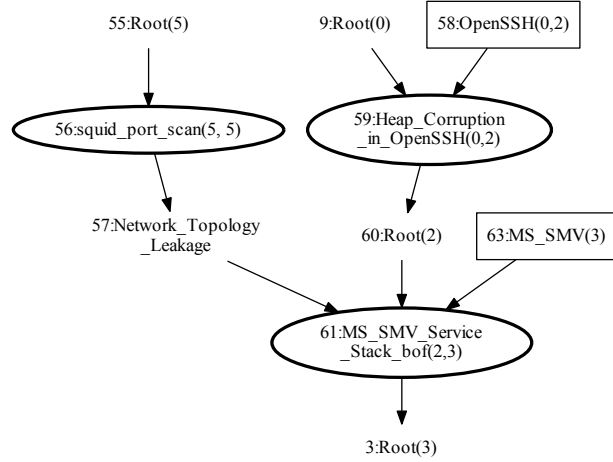 55:Root(5)
9:Root(0)
58:OpenSSH(0,2)
56:squid_port_scan(5, 5)
59:Heap_Corruption
_in_OpenSSH(0,2)
57:Network_Topology
_Leakage
60:Root(2)
63:MS_SMV(3)
61:MS_SMV_Service
_Stack_bof(2,3)
3:Root(3)